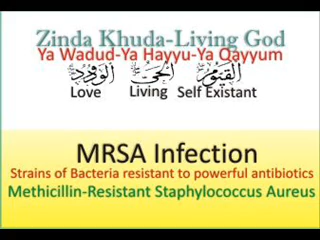 Zinda Khuda-Living God
Ya Wadud-Ya Hayyu-Ya Qayyum
الْوَدُودُ الْحَيُّ الْقَيُّومُ
Love Living Self Existant
MRSA Infection
Strains of Bacteria resistant to powerful antibiotics
Methicillin-Resistant Staphylococcus Aureus